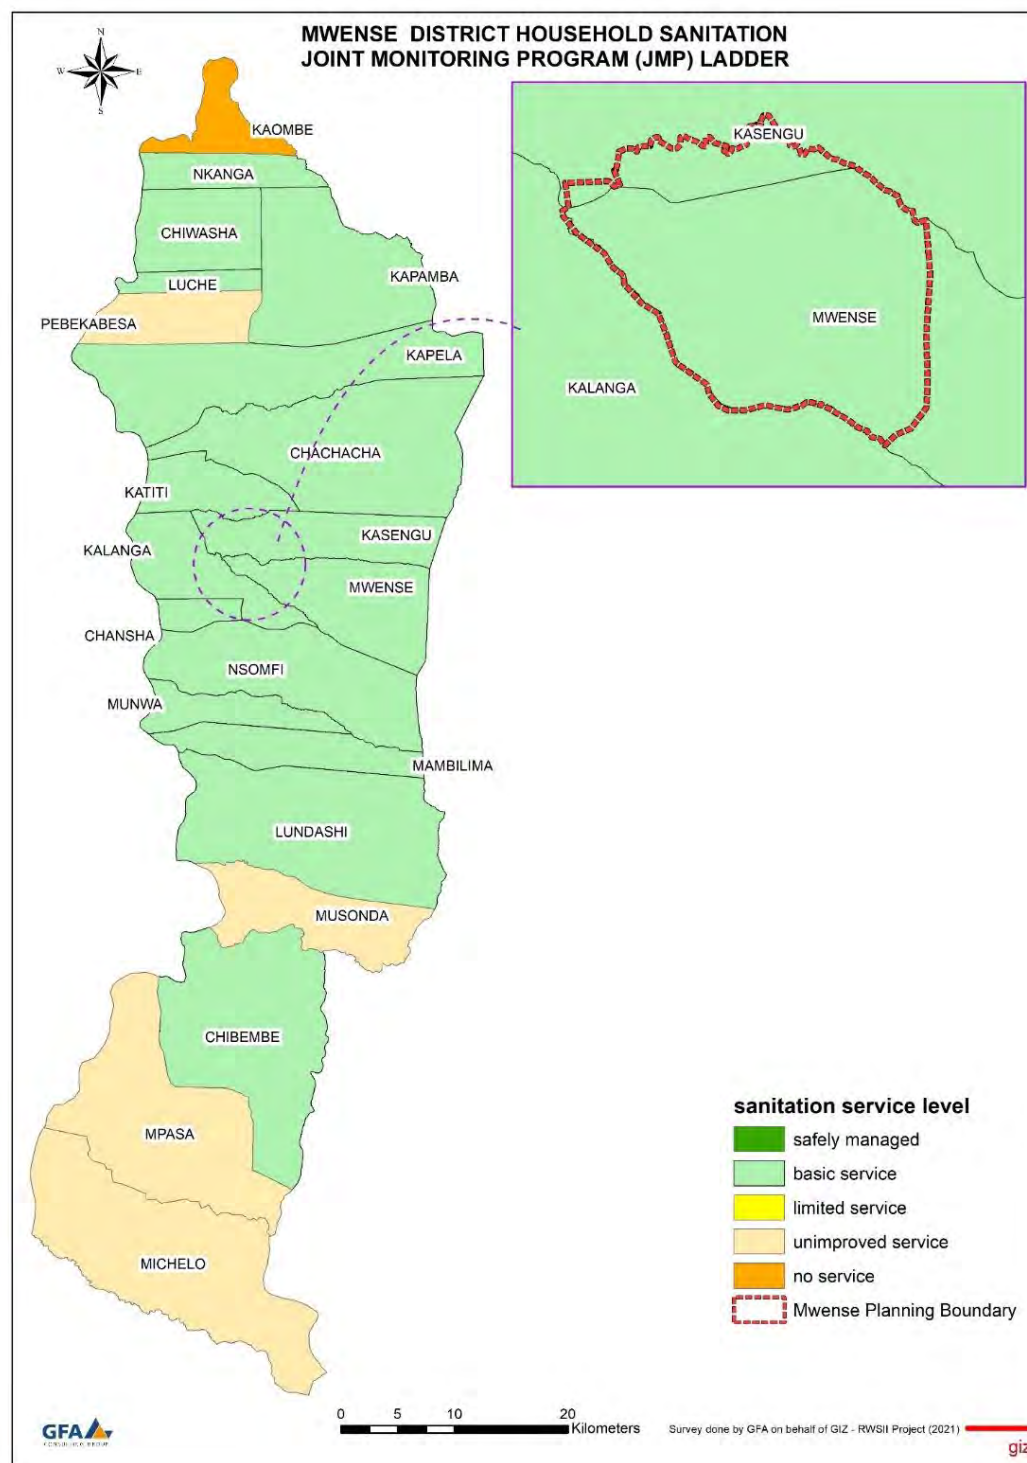 MWENSE DISTRICT HOUSEHOLD SANITATION
JOINT MONITORING PROGRAM (JMP) LADDER
N
W
E
S
KAOMBE
NKANGA
CHIWASHA
LUCHE
KAPAMBA
PEBEKABESA
KAPELA
CHACHACHA
KATITI
KASENGU
KALANGA
MWENSE
CHANSHA
NSOMFI
MUNWA
MAMBILIMA
LUNDASHI
MUSONDA
CHIBEMBE
MPASA
MICHELO
KASENGU
MWENSE
KALANGA
sanitation service level
safely managed
basic service
limited service
unimproved service
no service
Mwense Planning Boundary
0 5 10 20
Kilometers
GFA
CONSULTING GROUP
Survey done by GFA on behalf of GIZ - RWSII Project (2021)
giz